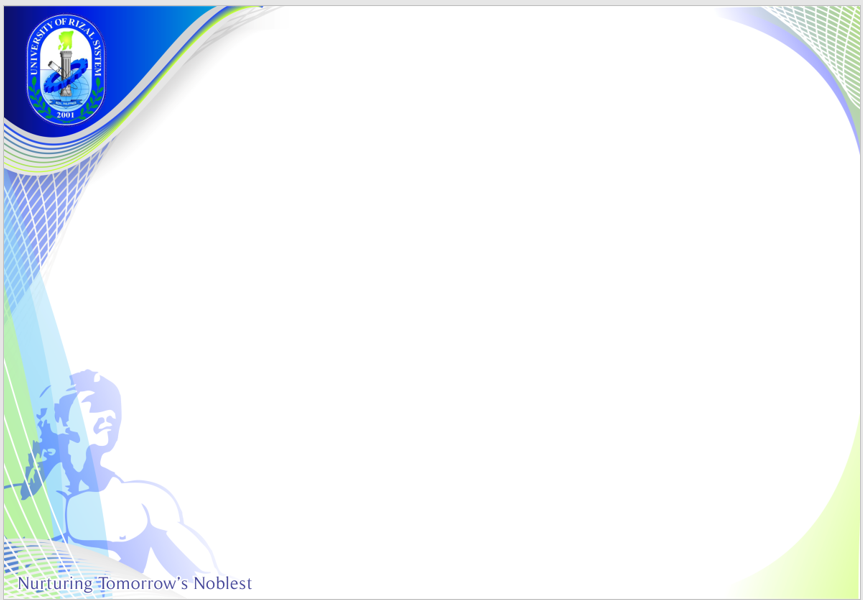 UNIVERSITY OF RIZAL SYSTEM
2001
Nurturing Tomorrow's Noblest